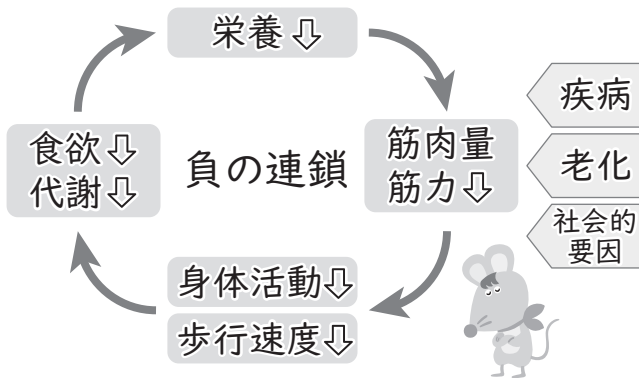 栄養⇩
食欲⇩
代謝⇩
負の連鎖
筋肉量
筋力⇩
疾病
老化
社会的
要因
身体活動⇩
歩行速度⇩